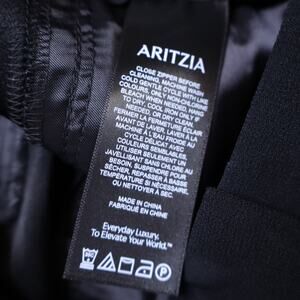 ARITZIA
CLOSE ZIPPER BEFORE
CLEANING, MACHINE WASH
COLD GENTLE CYCLE WITH LIKE
COLOURS, ONLY NON-CHLORINE
BLEACH WHEN NEEDED, HANG
TO DRY, COOL IRON ONLY IF
NEEDED, OR DRY CLEAN.
FERMER LA FERMETURE ÉCLAIR
AVANT DE LAVER, LAVER À LA
MACHINE À L'EAU FROIDE AU
CYCLE DÉLICAT AVEC
COULEURS SEMBLABLES,
UTILISER SEULEMENT
JAVELLISANT SANS CHLORE AU
BESOIN, SUSPENDRE POUR
SÉCHER, REPASSER À BASSE
TEMPÉRATURE SI NÉCESSAIRE,
OU NETTOYER À SEC.
MADE IN CHINA
FABRIQUÉ EN CHINE
Everyday Luxury.
To Elevate Your World.™